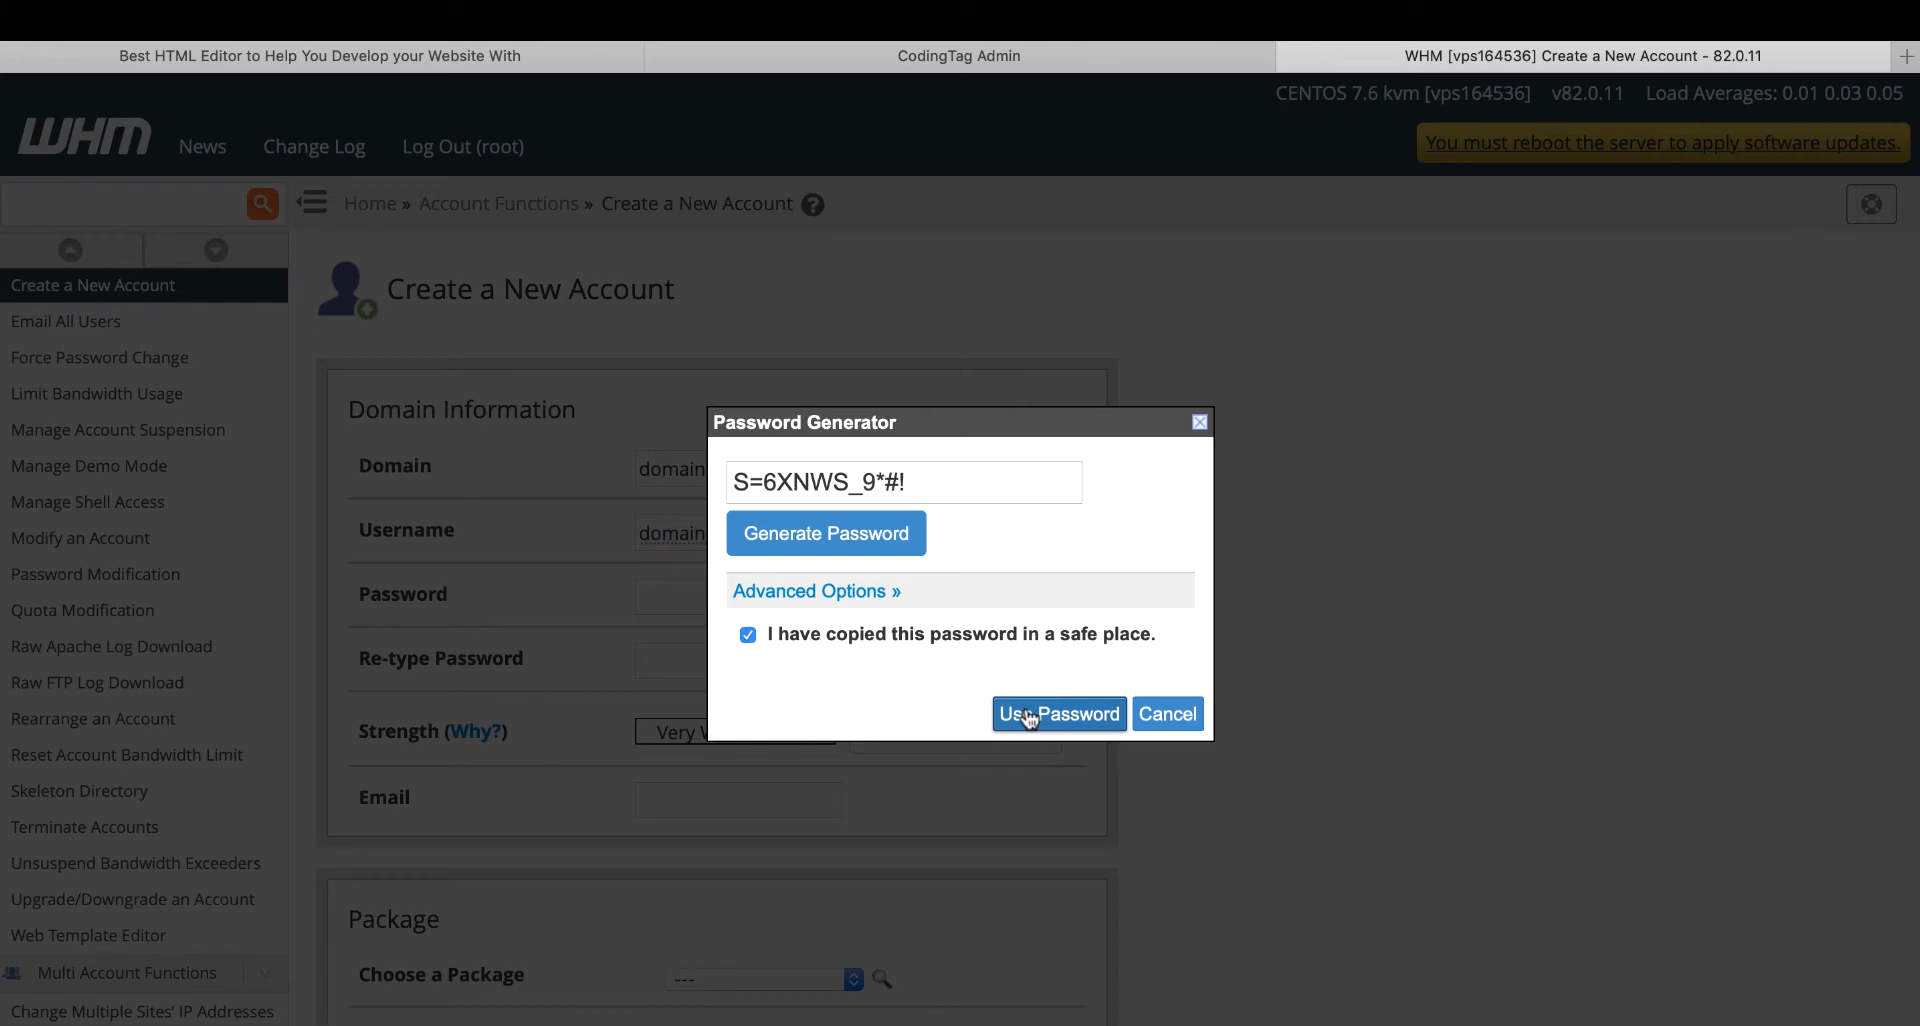 Best HTML Editor to Help You Develop your Website With
CodingTag Admin
WHM [vps164536] Create a New Account - 82.0.11
CENTOS 7.6 kvm [vps164536] v82.0.11 Load Averages: 0.01 0.03 0.05
WHM
News
Change Log
Log Out (root)
You must reboot the server to apply software updates.
Home » Account Functions » Create a New Account
Create a New Account
Email All Users
Force Password Change
Limit Bandwidth Usage
Manage Account Suspension
Manage Demo Mode
Manage Shell Access
Modify an Account
Password Modification
Quota Modification
Raw Apache Log Download
Raw FTP Log Download
Rearrange an Account
Reset Account Bandwidth Limit
Skeleton Directory
Terminate Accounts
Unsuspend Bandwidth Exceeders
Upgrade/Downgrade an Account
Web Template Editor
Multi Account Functions
Change Multiple Sites' IP Addresses
Create a New Account
Domain Information
Domain
domain
Username
domain
Password
Re-type Password
Strength (Why?)
Very
Email
Package
Choose a Package
---
Password Generator
S=6XNWS_9*#!
Generate Password
Advanced Options »
I have copied this password in a safe place.
Use Password
Cancel